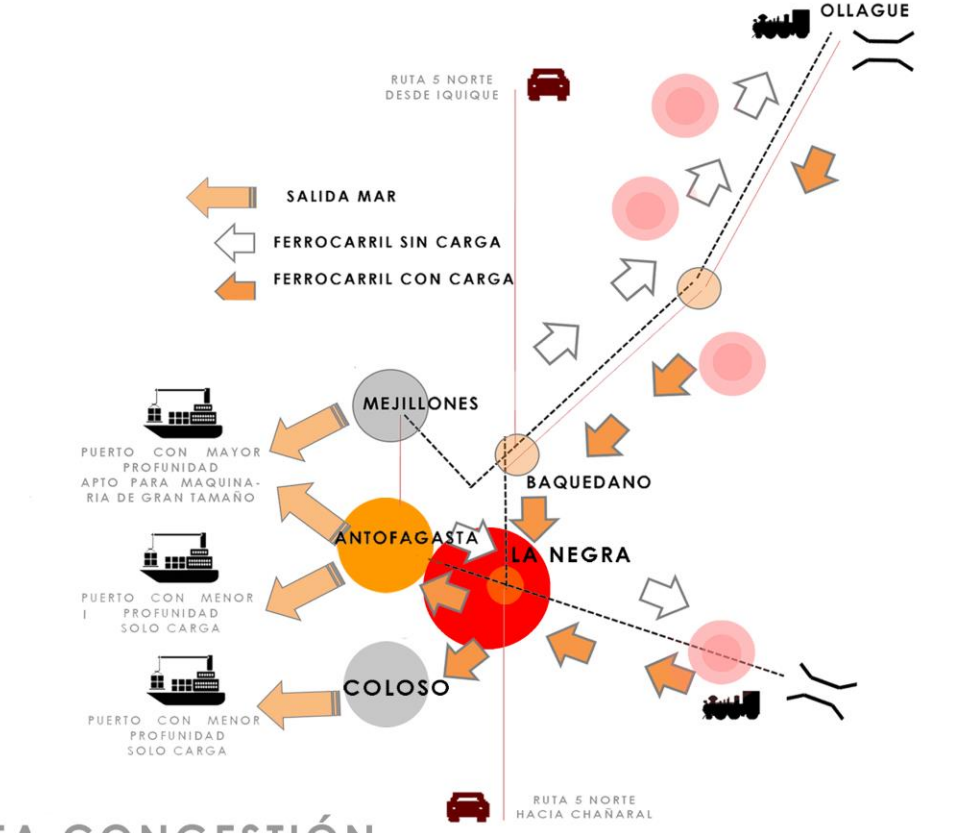 OLLAGUE
RUTA 5 NORTE
DESDE IQUIQUE
SALIDA MAR
FERROCARRIL SIN CARGA
FERROCARRIL CON CARGA
MEJILLONES
PUERTO CON MAYOR
PROFUNIDAD
APTO PARA MAQUINA-
RIA DE GRAN TAMAÑO
BAQUEDANO
ANTOFAGASTA
LA NEGRA
PUERTO CON MENOR
PROFUNDIDAD
SOLO CARGA
COLOSO
PUERTO CON MENOR
PROFUNDIDAD
SOLO CARGA
RUTA 5 NORTE
HACIA CHAÑARAL
CONGESTIÓN